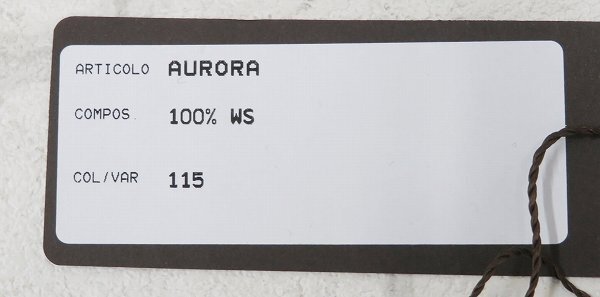 ARTICOLO AURORA
COMPOS 100% WS
COL/VAR 115